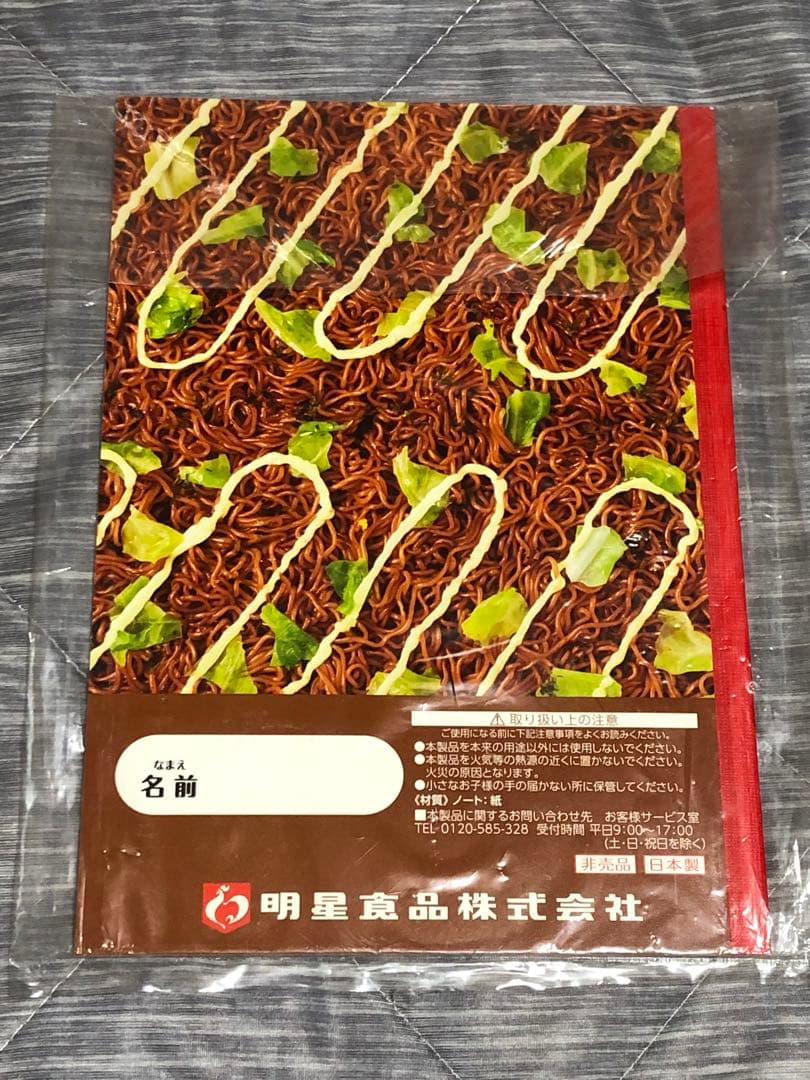 なまえ
名前
⚠取り扱い上の注意
ご使用になる前に下記注意事項をよくお読みください。
●本製品を本来の用途以外には使用しないでください。
●本製品を火気等の熱源の近くに置かないでください。
火災の原因となります。
●小さなお子様の手の届かない所に保管してください。
《材質》ノート:紙
■本製品に関するお問い合わせ先 お客様サービス室
TEL 0120-585-328 受付時間 平日9:00〜17:00
(土・日・祝日を除く)
非売品 日本製
明星食品株式会社